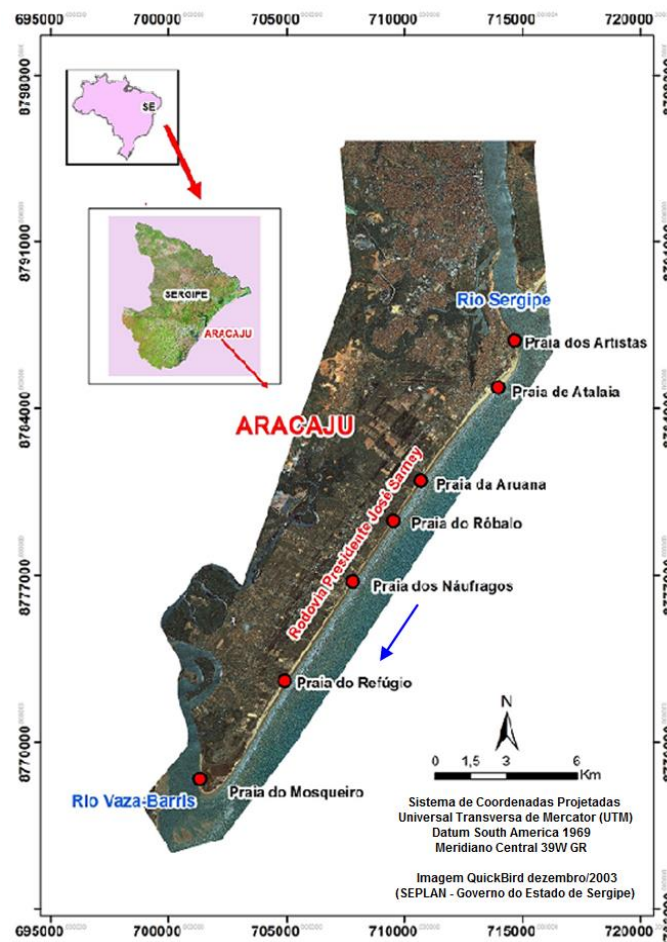 695000
700000
705000
710000
715000
720000
8798000
SE
8791000
SERGIPE
ARACAJU
Rio Sergipe
Praia dos Artistas
Praia de Atalaia
8784000
ARACAJU
Rodovia Presidente José Sarney
Praia da Aruana
Praia do Róbalo
8777000
Praia dos Náufragos
Praia do Refúgio
N
8770000
0 1,5 3 6
Km
Rio Vaza-Barris
Praia do Mosqueiro
Sistema de Coordenadas Projetadas
Universal Transversa de Mercator (UTM)
Datum South America 1969
Meridiano Central 39W GR
Imagem QuickBird dezembro/2003
(SEPLAN - Governo do Estado de Sergipe)
695000
700000
705000
710000
715000
720000